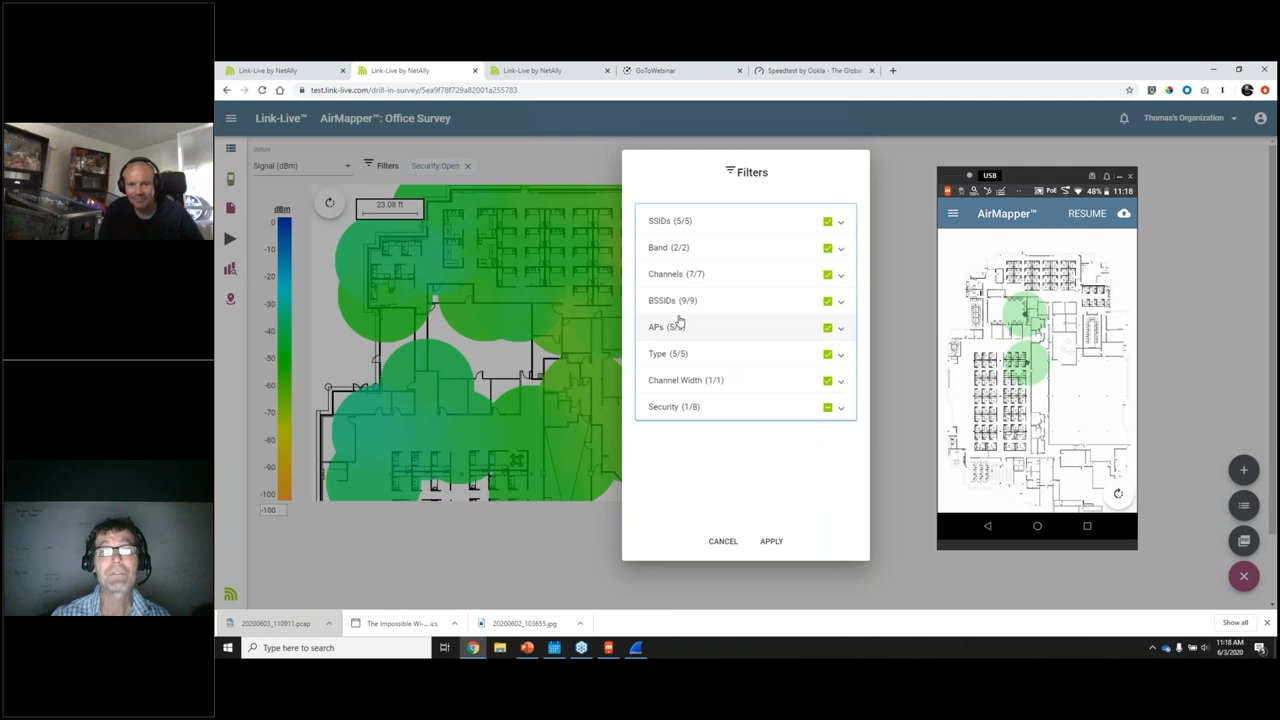 Link-Live by NetAlly
Link-Live by NetAlly
Link-Live by NetAlly
GoToWebinar
Speedtest by Ookla - The Global
test.link-live.com/drill-in-survey/5ea9f78f729a82001a255783
Link-Live™ AirMapper™: Office Survey
Thomas's Organization
Signal (dBm)
Filters
Security:Open
23.08 ft
dBm
0
-10
-20
-30
-40
-50
-60
-70
-80
-90
-100
-100
Filters
SSIDs (5/5)
Band (2/2)
Channels (7/7)
BSSIDs (9/9)
APs (5/
Type (5/5)
Channel Width (1/1)
Security (1/8)
CANCEL APPLY
USB
PoE 48% 11:18
AirMapper™ RESUME
20200603_110911.pcap
The Impossible Wi-....ics
20200602_103655.jpg
Show all
Type here to search
11:18 AM
6/3/2020